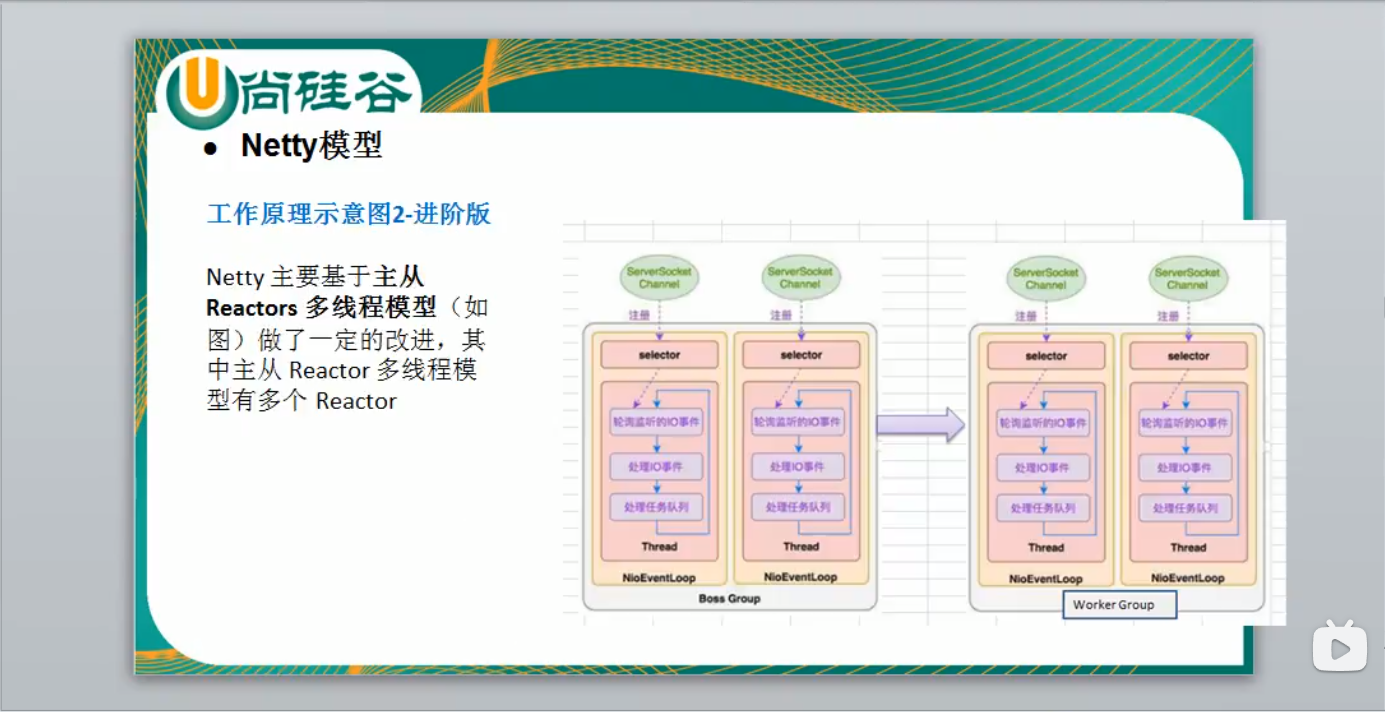 尚硅谷
Netty模型
工作原理示意图2-进阶版
Netty 主要基于主从
Reactors 多线程模型（如
图）做了一定的改进，其
中主从 Reactor 多线程模
型有多个 Reactor
ServerSocket
Channel
注册
selector
轮询监听的IO事件
处理IO事件
处理任务队列
Thread
NioEventLoop
ServerSocket
Channel
注册
selector
轮询监听的IO事件
处理IO事件
处理任务队列
Thread
NioEventLoop
Boss Group
ServerSocket
Channel
注册
selector
轮询监听的IO事件
处理IO事件
处理任务队列
Thread
NioEventLoop
ServerSocket
Channel
注册
selector
轮询监听的IO事件
处理IO事件
处理任务队列
Thread
NioEventLoop
Worker Group